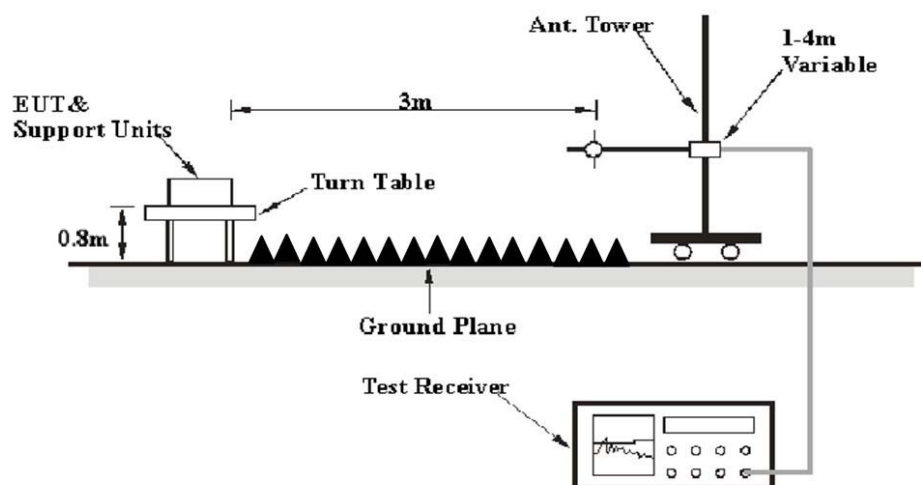 Ant. Tower
1-4m
Variable
EUT&
Support Units
3m
Turn Table
0.8m
Ground Plane
Test Receiver